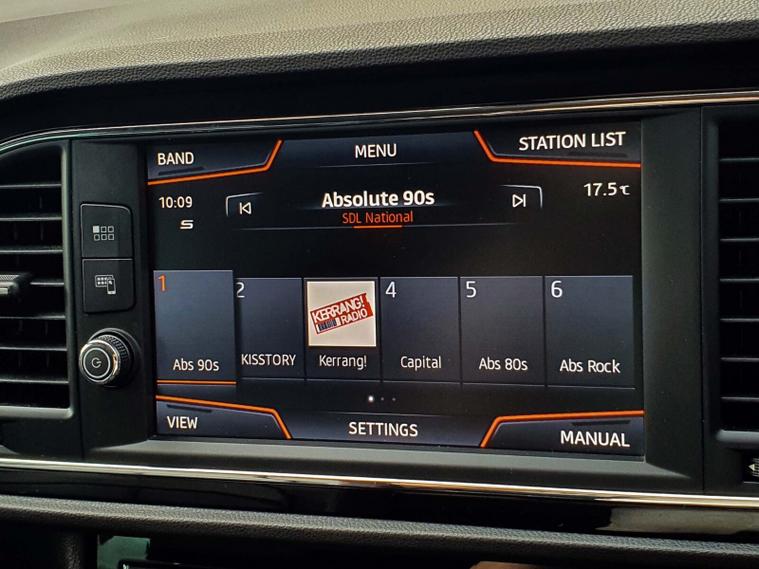 BAND
MENU
STATION LIST
10:09
Absolute 90s
17.5℃
SDL National
1
2
KERRANG!
RADIO
4
5
6
Abs 90s
KISSTORY
Kerrang!
Capital
Abs 80s
Abs Rock
VIEW
SETTINGS
MANUAL